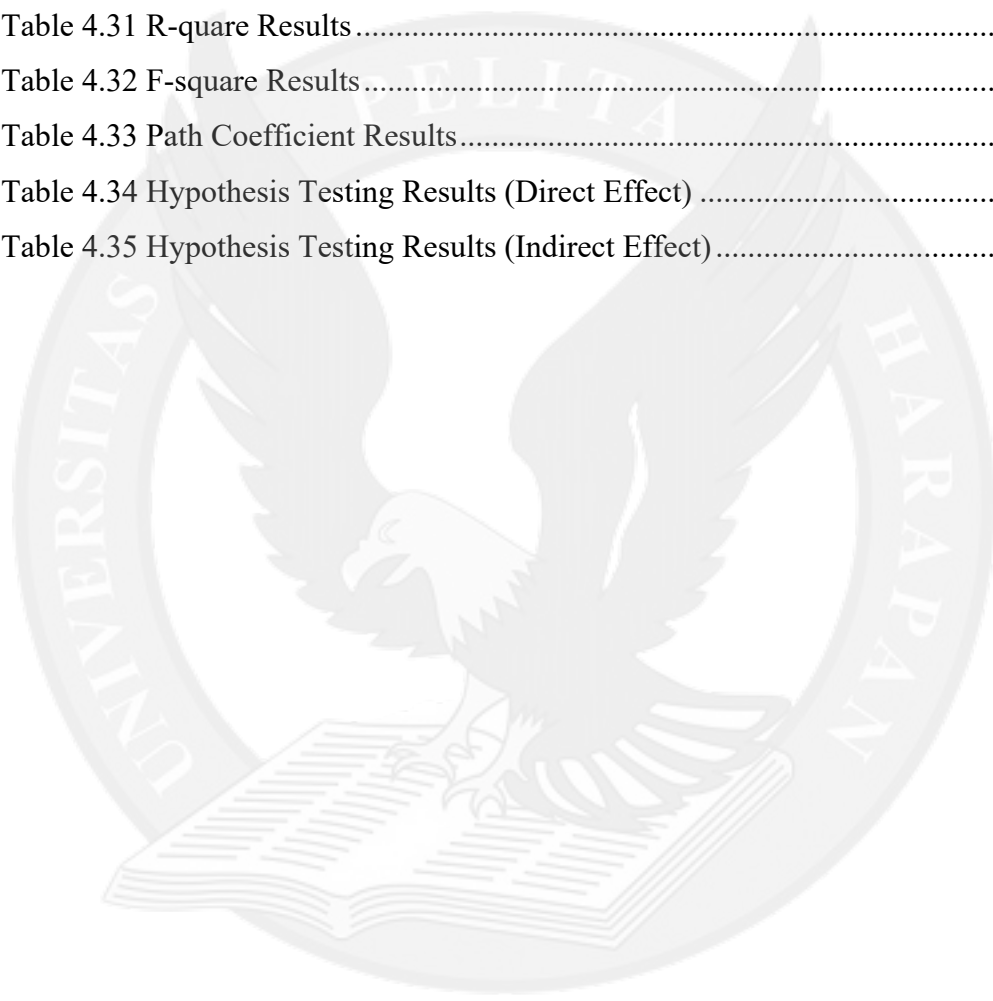 Table 4.31 R-quare Results........................................................................................................
Table 4.32 F-square Results......................................................................................................
Table 4.33 Path Coefficient Results..........................................................................................
Table 4.34 Hypothesis Testing Results (Direct Effect) ...............................................
Table 4.35 Hypothesis Testing Results (Indirect Effect).............................................
UNIVERSITAS PELITA HARAPAN